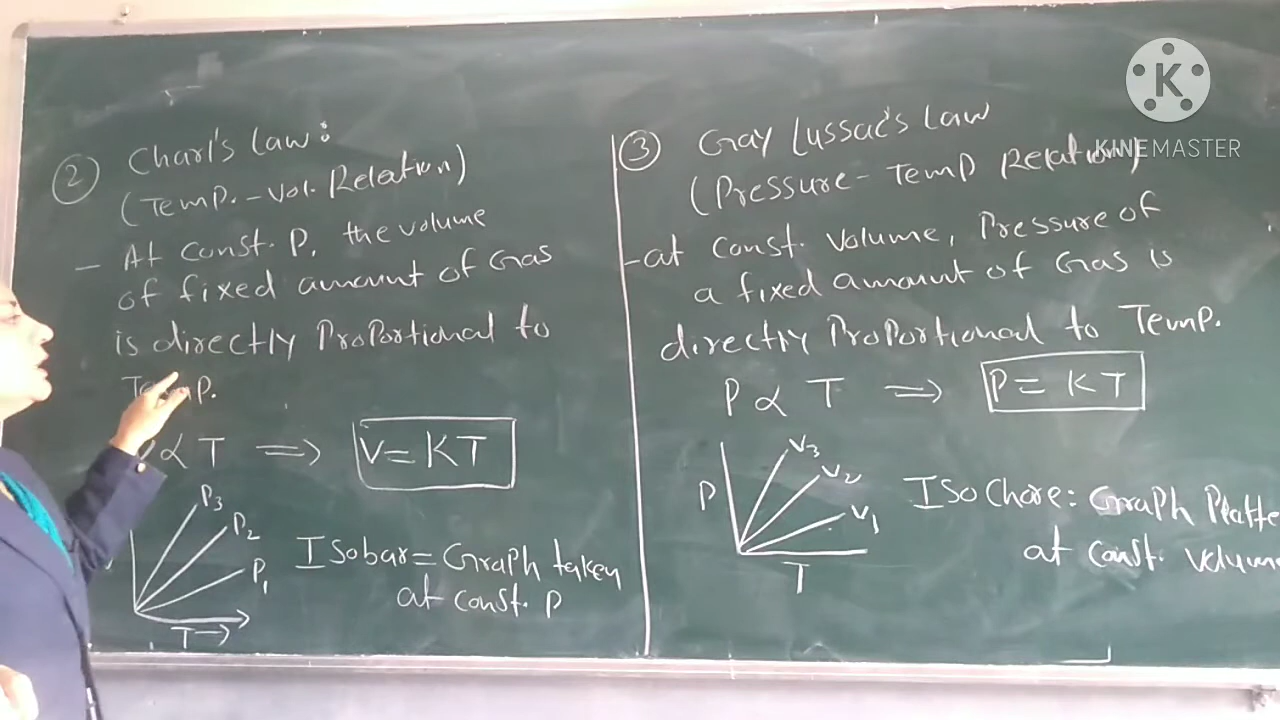 ② Charl's Law:
(Temp. - Vol. Relation)
- At Const. P, the volume
of fixed amount of Gas
is directly Proportional to
Temp.
∝ T ⇒ V = KT
P3
P2
P1
T→
Isobar = Graph taken
at const. P
③ Gay Lussac's Law
(Pressure - Temp Relation)
- at Const. Volume, Pressure of
a fixed amount of Gas is
directly Proportional to Temp.
P ∝ T ⇒ P = KT
V3
V2
V1
P
T
IsoChore: Graph Platte
at Const. Volume
K
KINEMASTER